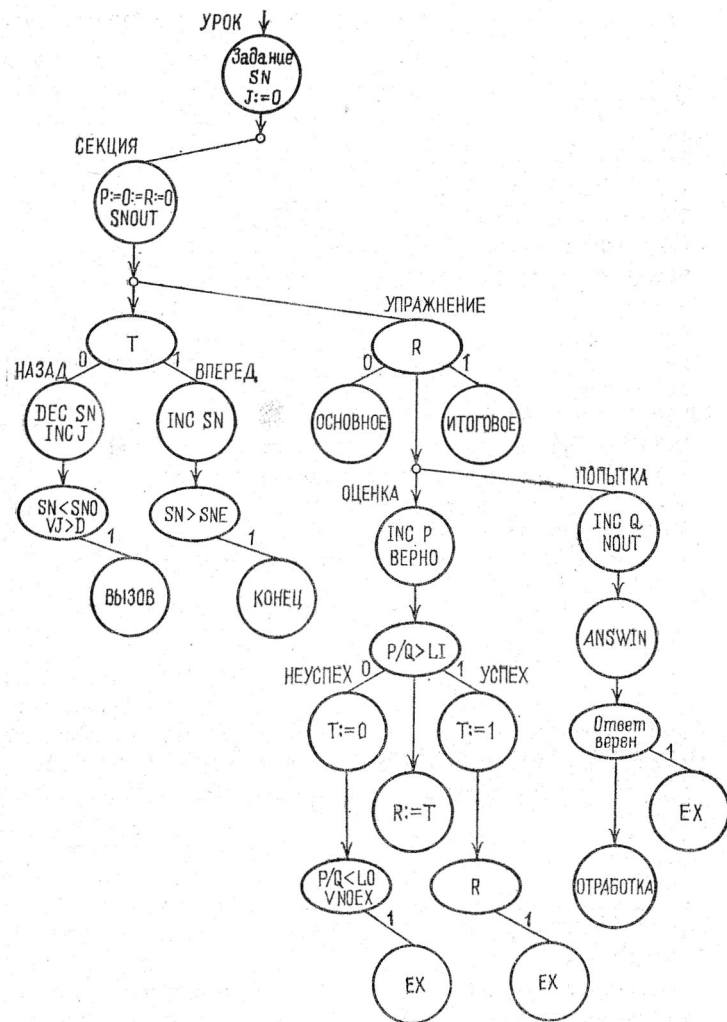 УРОК
Задание
SN
J:=0
СЕКЦИЯ
P:=0:=R:=0
SNOUT
УПРАЖНЕНИЕ
T
R
НАЗАД
0
1
ВПЕРЕД
0
1
DEC SN
INC J
INC SN
ОСНОВНОЕ
ИТОГОВОЕ
ОЦЕНКА
ПОПЫТКА
SN<SNO
VJ>D
1
SN>SNE
1
INC P
ВЕРНО
INC Q
NOUT
ВЫЗОВ
КОНЕЦ
ANSWIN
P/Q>LI
НЕУСПЕХ
0
1
УСПЕХ
T:=0
T:=1
Ответ
верен
1
R:=T
EX
P/Q<LO
VNOEX
1
R
1
ОТРАБОТКА
EX
EX